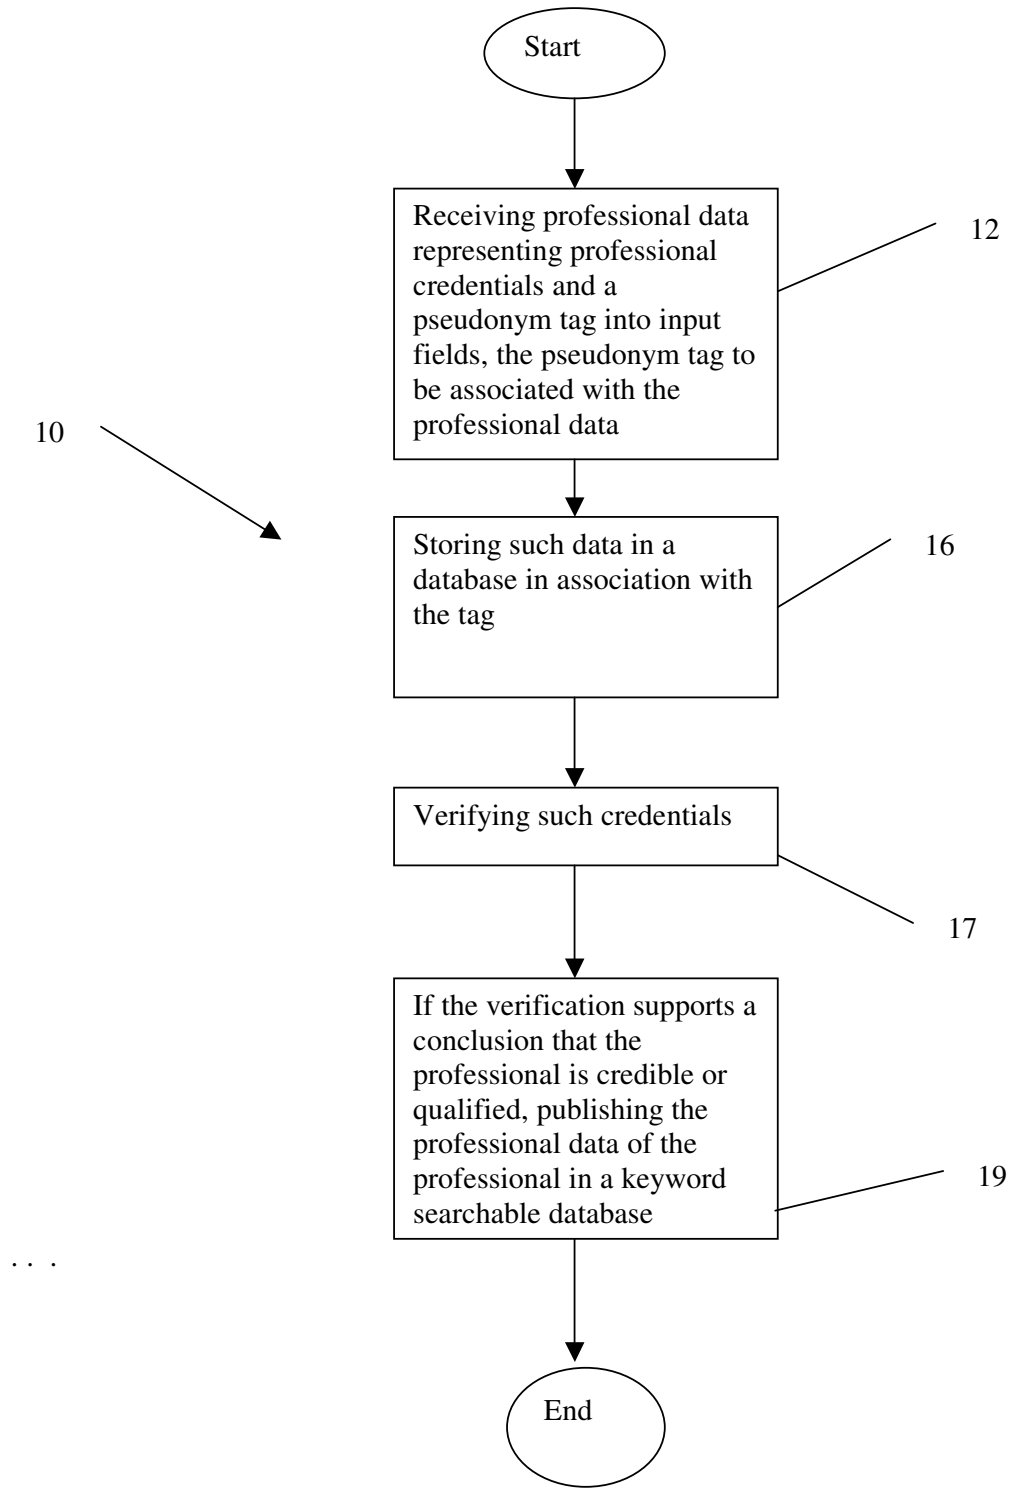 Start
Receiving professional data
representing professional
credentials and a
pseudonym tag into input
fields, the pseudonym tag to
be associated with the
professional data
12
10
Storing such data in a
database in association with
the tag
16
Verifying such credentials
17
If the verification supports a
conclusion that the
professional is credible or
qualified, publishing the
professional data of the
professional in a keyword
searchable database
19
. . .
End